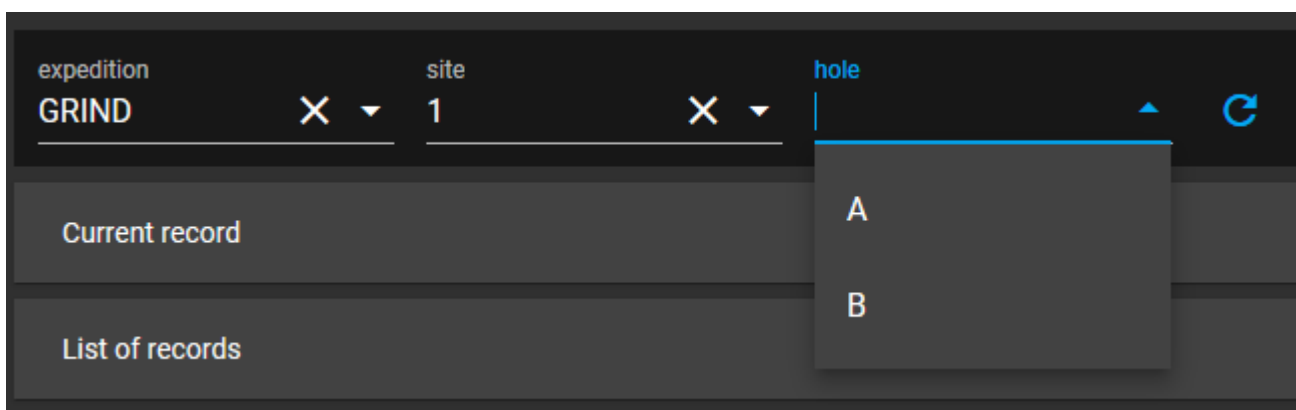 expedition site hole
GRIND 1
A
Current record
B
List of records